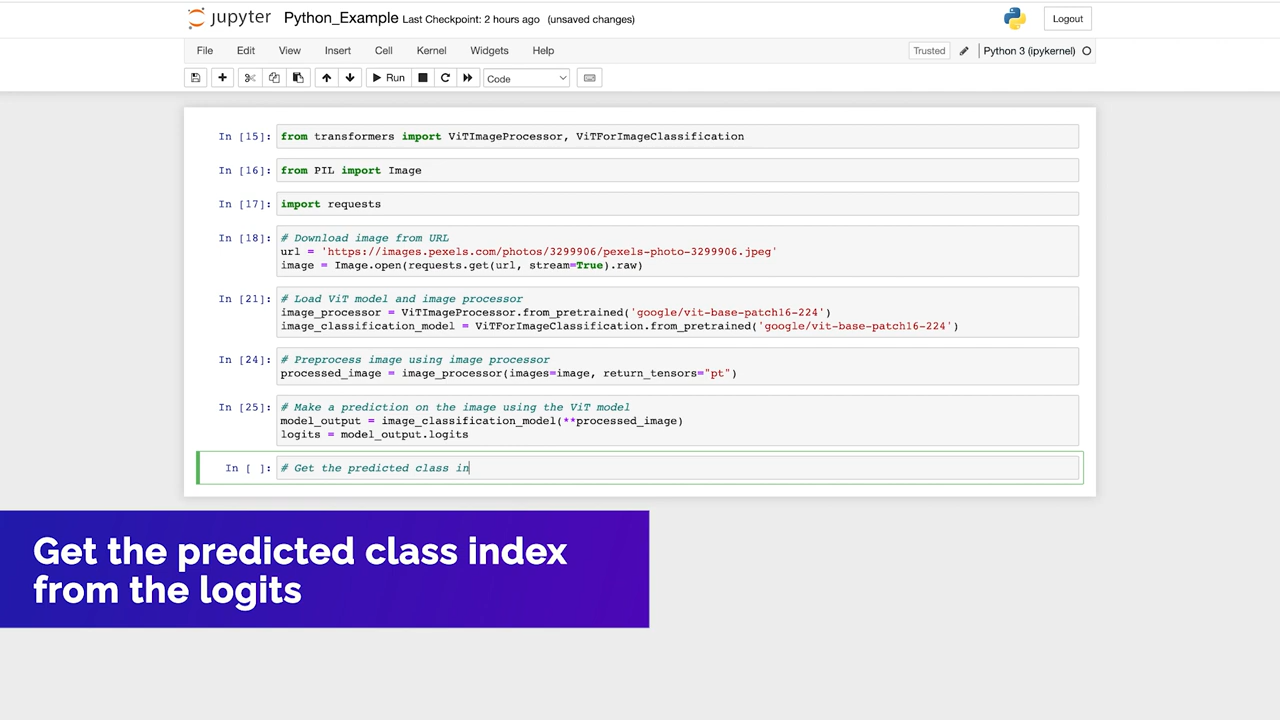 jupyter Python_Example Last Checkpoint: 2 hours ago (unsaved changes) Logout
File Edit View Insert Cell Kernel Widgets Help Trusted Python 3 (ipykernel)
Run Code
In [15]: from transformers import ViTImageProcessor, ViTForImageClassification
In [16]: from PIL import Image
In [17]: import requests
In [18]: # Download image from URL
url = 'https://images.pexels.com/photos/3299906/pexels-photo-3299906.jpeg'
image = Image.open(requests.get(url, stream=True).raw)
In [21]: # Load ViT model and image processor
image_processor = ViTImageProcessor.from_pretrained('google/vit-base-patch16-224')
image_classification_model = ViTForImageClassification.from_pretrained('google/vit-base-patch16-224')
In [24]: # Preprocess image using image processor
processed_image = image_processor(images=image, return_tensors="pt")
In [25]: # Make a prediction on the image using the ViT model
model_output = image_classification_model(**processed_image)
logits = model_output.logits
In [ ]: # Get the predicted class in
Get the predicted class index
from the logits